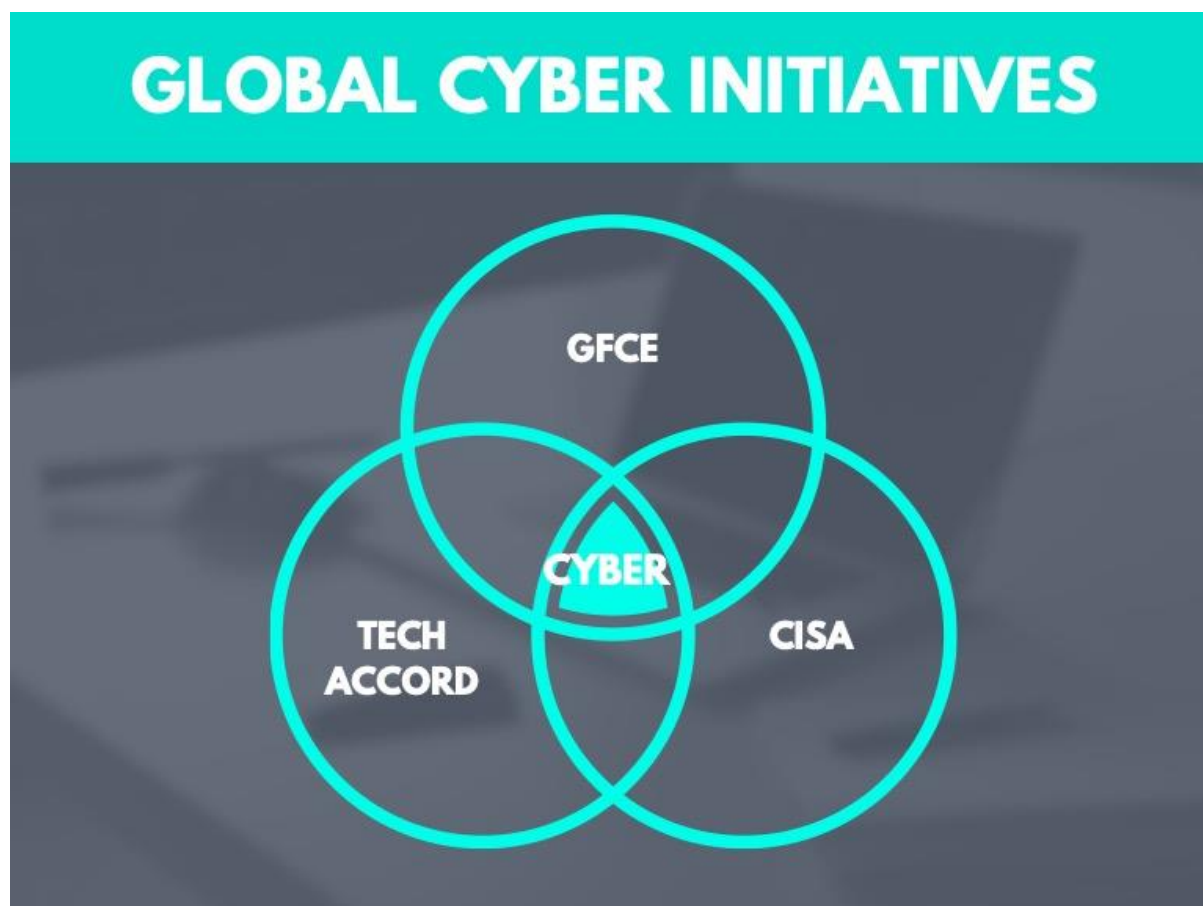 GLOBAL CYBER INITIATIVES
GFCE
CYBER
TECH
ACCORD
CISA